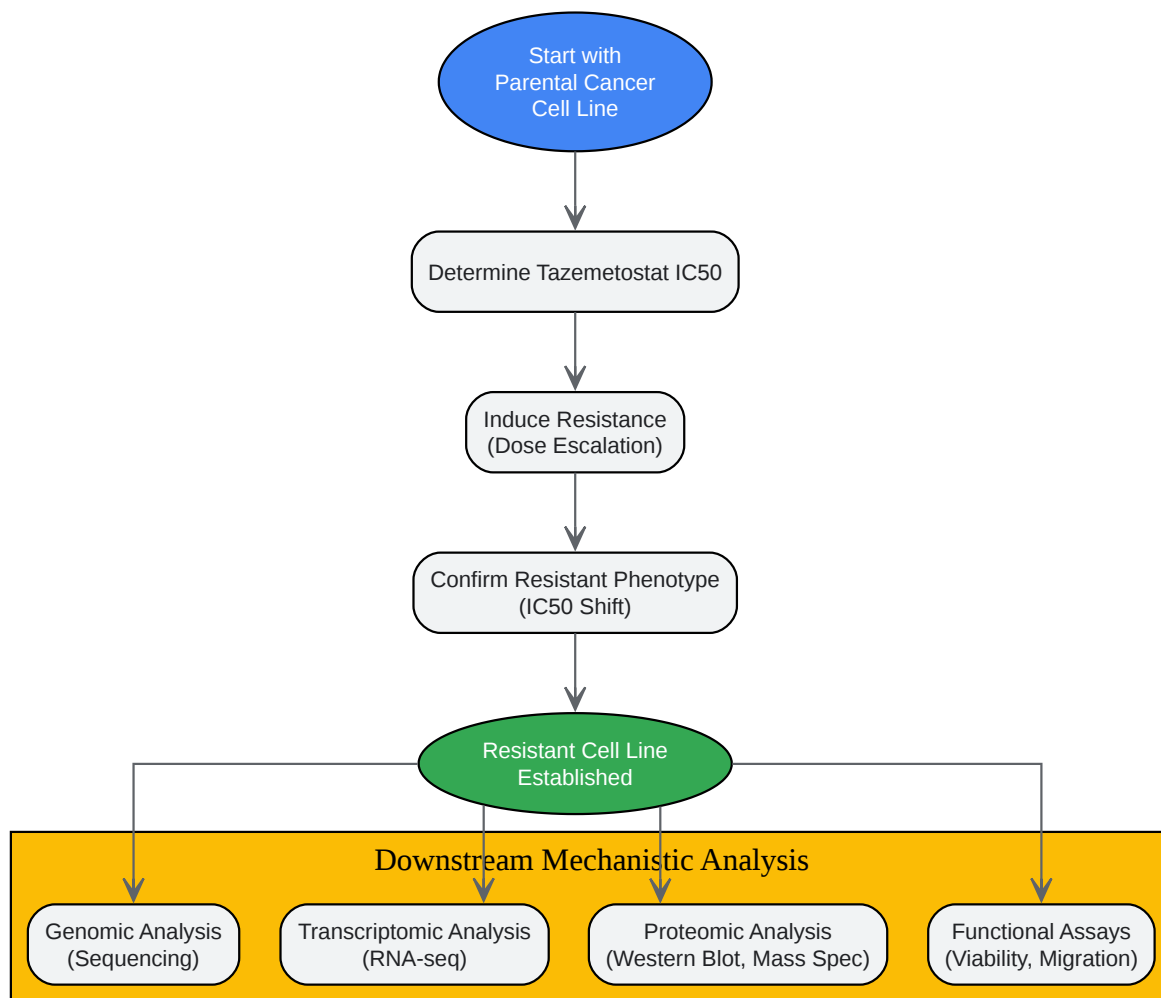 Start with
Parental Cancer
Cell Line
Determine Tazemetostat IC50
Induce Resistance
(Dose Escalation)
Confirm Resistant Phenotype
(IC50 Shift)
Resistant Cell Line
Established
Downstream Mechanistic Analysis
Genomic Analysis
(Sequencing)
Transcriptomic Analysis
(RNA-seq)
Proteomic Analysis
(Western Blot, Mass Spec)
Functional Assays
(Viability, Migration)